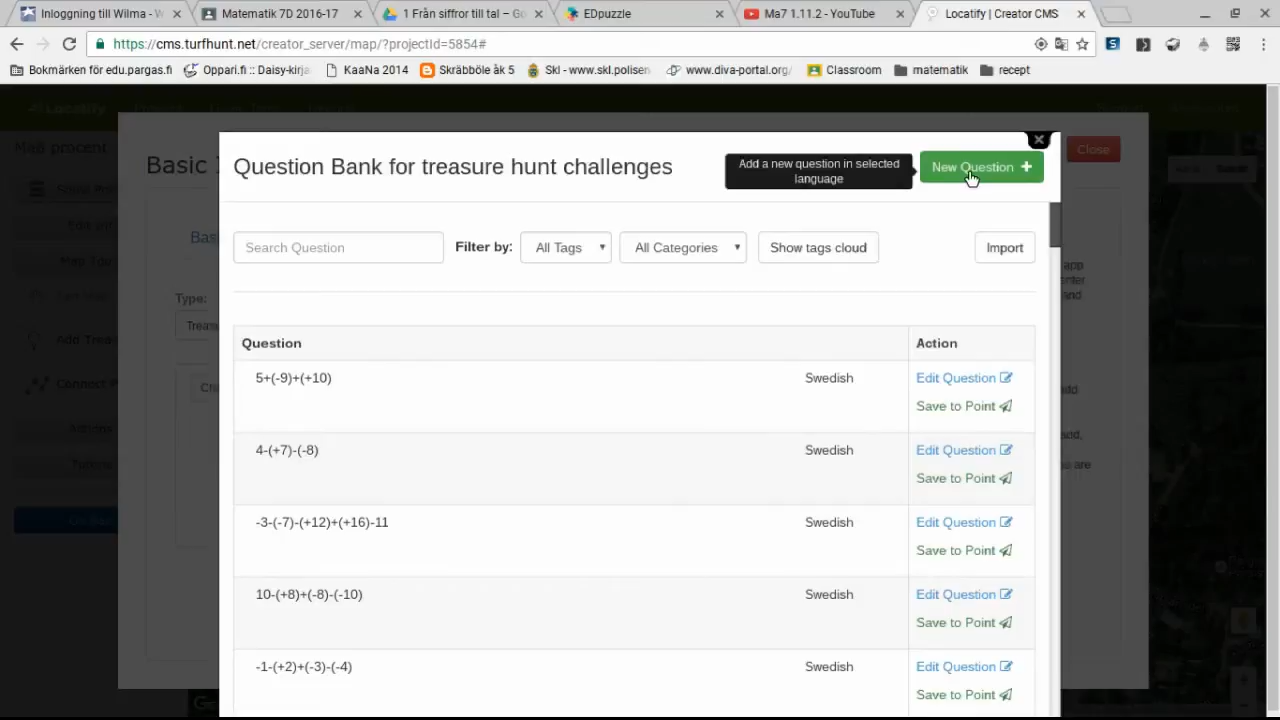 Inloggning till Wilma - W
Matematik 7D 2016-17
1 Från siffror till tal – Go
EDpuzzle
Ma7 1.11.2 - YouTube
Locatify | Creator CMS
https://cms.turfhunt.net/creator_server/map/?projectId=5854#
Bokmärken för edu.pargas.fi
Oppari.fi :: Daisy-kirja
KaaNa 2014
Skräbböle åk 5
Skl - www.skl.polisen
www.diva-portal.org/
Classroom
matematik
recept
Close
Question Bank for treasure hunt challenges
Add a new question in selected language
New Question +
Search Question
Filter by:
All Tags
All Categories
Show tags cloud
Import
Type:
Question
Action
5+(-9)+(+10)
Swedish
Edit Question
Save to Point
4-(+7)-(-8)
Swedish
Edit Question
Save to Point
-3-(-7)-(+12)+(+16)-11
Swedish
Edit Question
Save to Point
10-(+8)+(-8)-(-10)
Swedish
Edit Question
Save to Point
-1-(+2)+(-3)-(-4)
Swedish
Edit Question
Save to Point